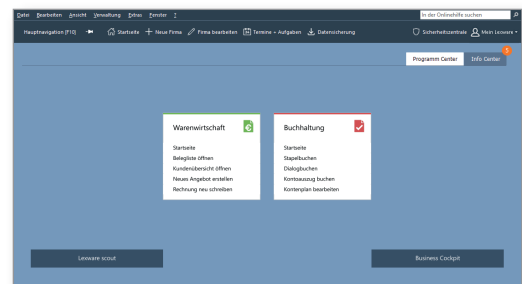 Datei Bearbeiten Ansicht Verwaltung Extras Fenster ?
In der Onlinehilfe suchen
Hauptnavigation [F10] Startseite Neue Firma Firma bearbeiten Termine + Aufgaben Datensicherung Sicherheitszentrale Mein Lexware
3
Programm Center Info Center
Warenwirtschaft
Startseite
Belegliste öffnen
Kundenübersicht öffnen
Neues Angebot erstellen
Rechnung neu schreiben
Buchhaltung
Startseite
Stapelbuchen
Dialogbuchen
Kontoauszug buchen
Kontenplan bearbeiten
Lexware scout
Business Cockpit